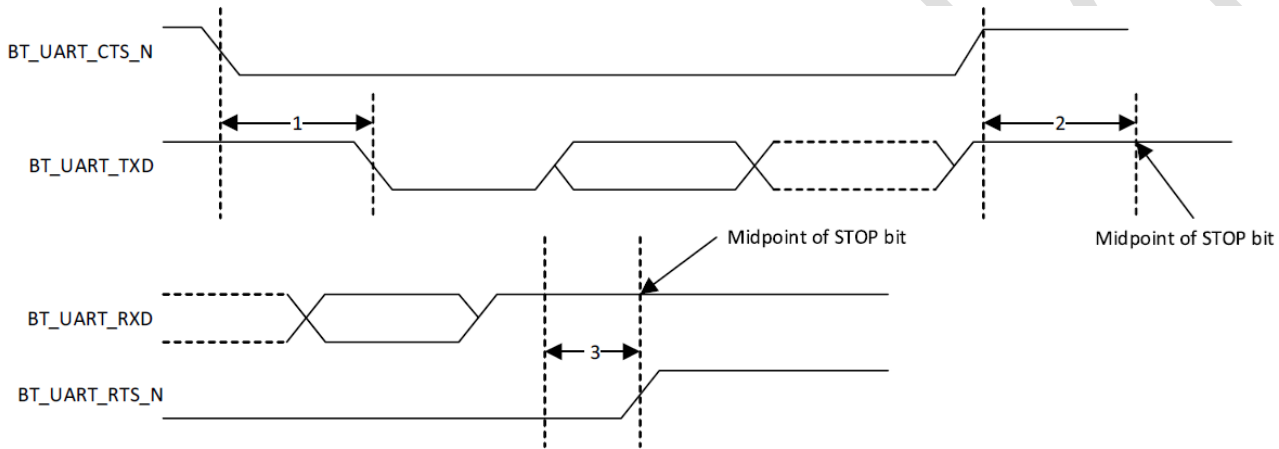 BT_UART_CTS_N
1
2
BT_UART_TXD
Midpoint of STOP bit
Midpoint of STOP bit
BT_UART_RXD
3
BT_UART_RTS_N